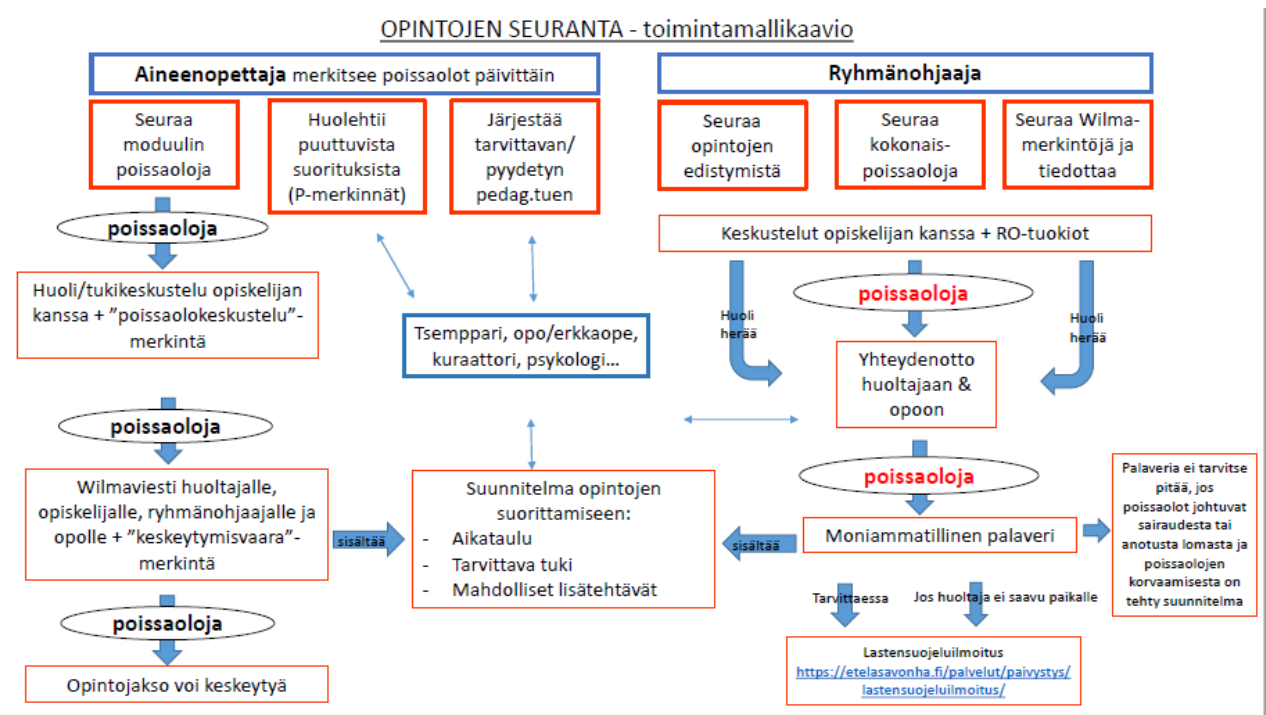 OPINTOJEN SEURANTA - toimintamallikaavio
Aineenopettaja merkitsee poissaolot päivittäin
Seuraa
moduulin
poissaoloja
Huolehtii
puuttuvista
suorituksista
(P-merkinnät)
Järjestää
tarvittavan/
pyydetyn
pedag.tuen
poissaoloja
Huoli/tukikeskustelu opiskelijan
kanssa + ”poissaolokeskustelu”-
merkintä
poissaoloja
Wilmaviesti huoltajalle,
opiskelijalle, ryhmänohjaajalle ja
opolle + ”keskeytymisvaara”-
merkintä
sisältää
poissaoloja
Opintojakso voi keskeytyä
Tsemppari, opo/erkkaope,
kuraattori, psykologi...
Suunnitelma opintojen
suorittamiseen:
- Aikataulu
- Tarvittava tuki
- Mahdolliset lisätehtävät
Ryhmänohjaaja
Seuraa
opintojen
edistymistä
Seuraa
kokonais-
poissaoloja
Seuraa Wilma-
merkintöjä ja
tiedottaa
Keskustelut opiskelijan kanssa + RO-tuokiot
poissaoloja
Huoli
herää
Huoli
herää
Yhteydenotto
huoltajaan &
opoon
poissaoloja
Moniammatillinen palaveri
sisältää
Palaveria ei tarvitse
pitää, jos
poissaolot johtuvat
sairaudesta tai
anotusta lomasta ja
poissaolojen
korvaamisesta on
tehty suunnitelma
Tarvittaessa
Jos huoltaja ei saavu paikalle
Lastensuojeluilmoitus
https://etelasavonha.fi/palvelut/paivystys/
lastensuojeluilmoitus/